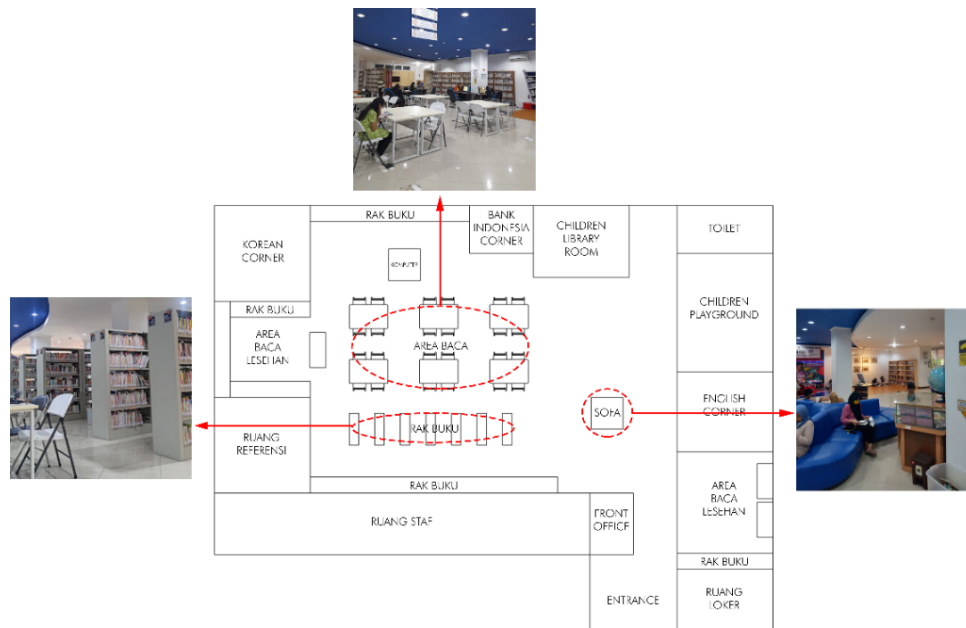 RAK BUKU
BANK
INDONESIA
CORNER
CHILDREN
LIBRARY
ROOM
TOILET
KOREAN
CORNER
KOMPUTER
RAK BUKU
CHILDREN
PLAYGROUND
AREA
BACA
LESEHAN
AREA BACA
SOFA
ENGLISH
CORNER
RAK BUKU
RUANG
REFERENSI
RAK BUKU
AREA
BACA
LESEHAN
RUANG STAF
FRONT
OFFICE
RAK BUKU
ENTRANCE
RUANG
LOKER